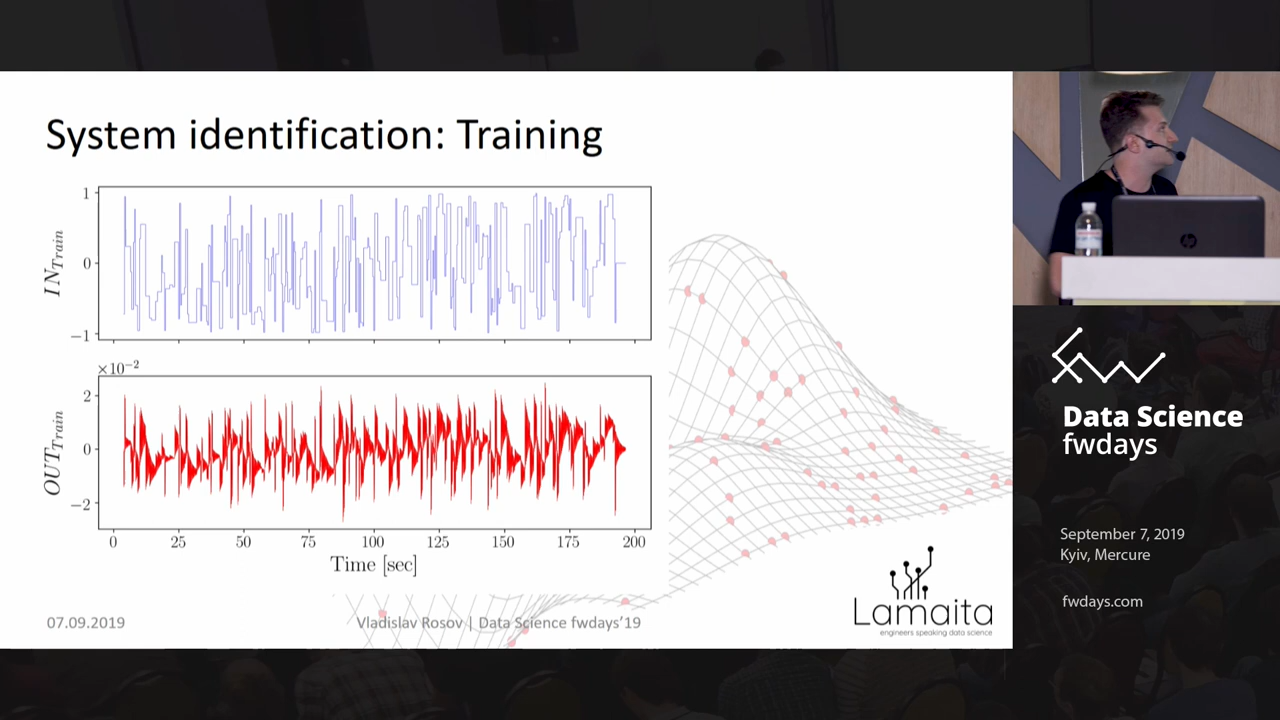 System identification: Training
1
0
−1
IN_Train
×10⁻²
2
0
−2
OUT_Train
0 25 50 75 100 125 150 175 200
Time [sec]
07.09.2019
Vladislav Rosov | Data Science fwdays'19
Lamaita
engineers speaking data science
hp
Data Science
fwdays
September 7, 2019
Kyiv, Mercure
fwdays.com